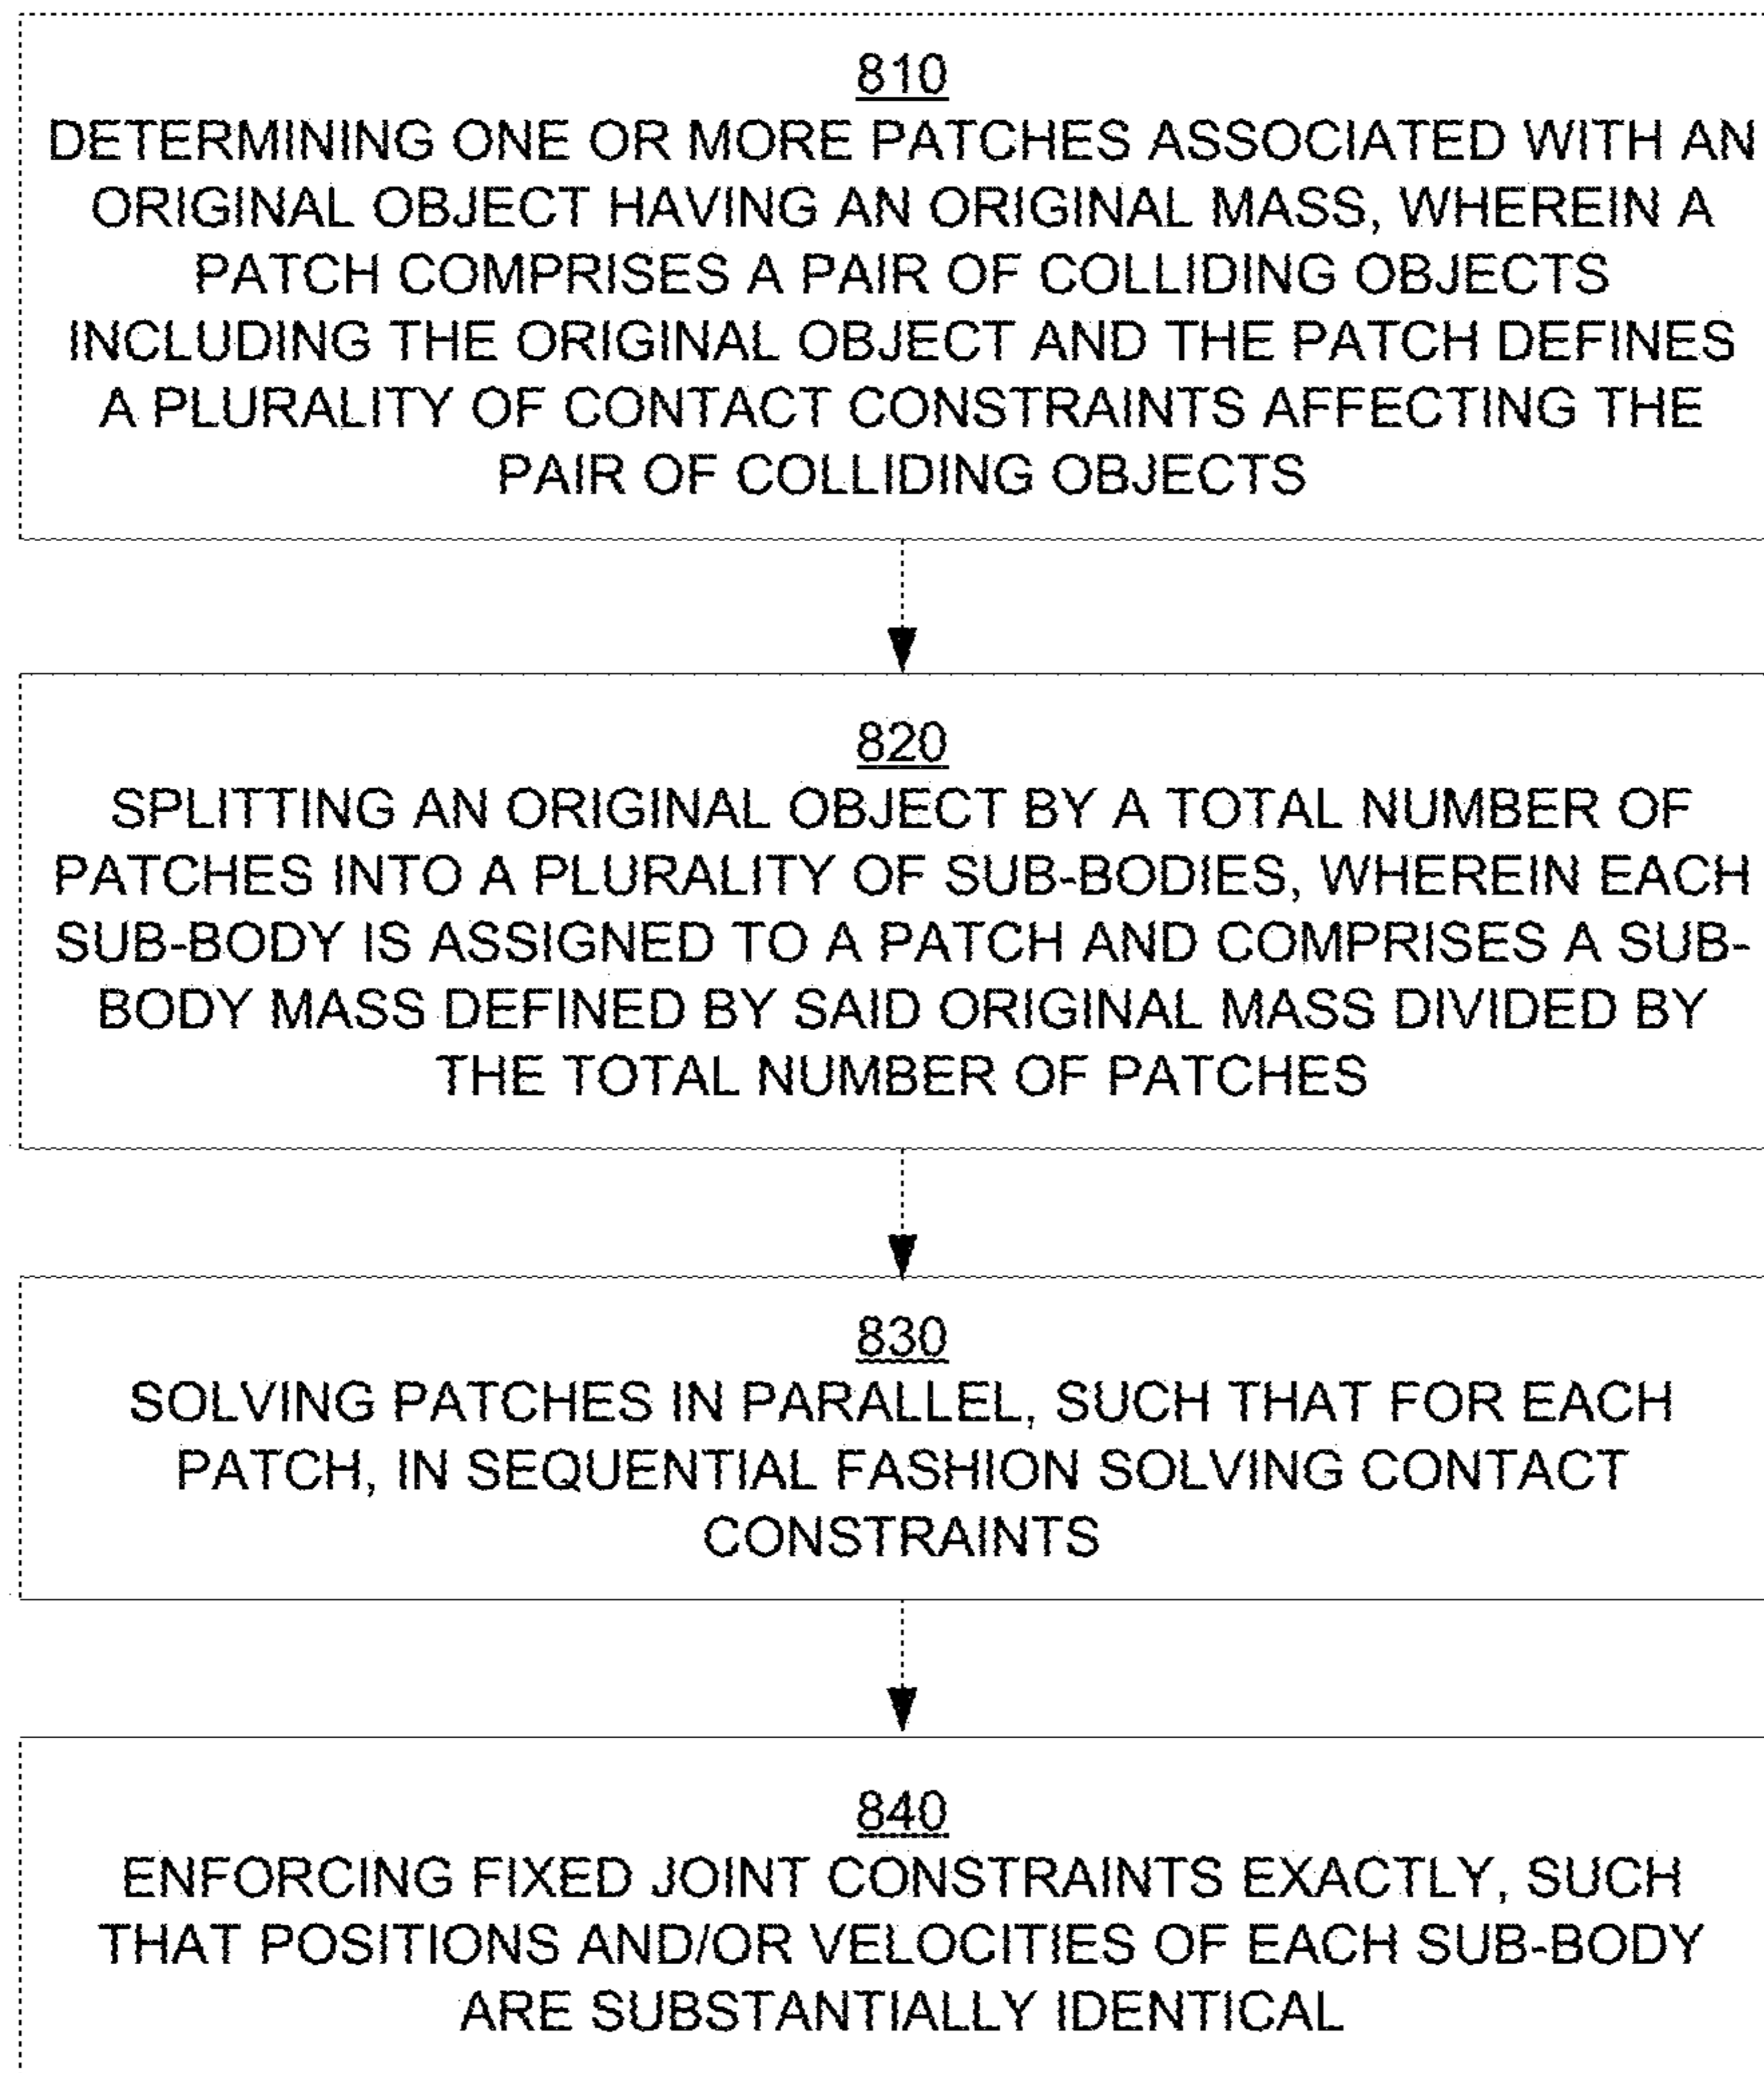 810
DETERMINING ONE OR MORE PATCHES ASSOCIATED WITH AN
ORIGINAL OBJECT HAVING AN ORIGINAL MASS, WHEREIN A
PATCH COMPRISES A PAIR OF COLLIDING OBJECTS
INCLUDING THE ORIGINAL OBJECT AND THE PATCH DEFINES
A PLURALITY OF CONTACT CONSTRAINTS AFFECTING THE
PAIR OF COLLIDING OBJECTS
820
SPLITTING AN ORIGINAL OBJECT BY A TOTAL NUMBER OF
PATCHES INTO A PLURALITY OF SUB-BODIES, WHEREIN EACH
SUB-BODY IS ASSIGNED TO A PATCH AND COMPRISES A SUB-
BODY MASS DEFINED BY SAID ORIGINAL MASS DIVIDED BY
THE TOTAL NUMBER OF PATCHES
830
SOLVING PATCHES IN PARALLEL, SUCH THAT FOR EACH
PATCH, IN SEQUENTIAL FASHION SOLVING CONTACT
CONSTRAINTS
840
ENFORCING FIXED JOINT CONSTRAINTS EXACTLY, SUCH
THAT POSITIONS AND/OR VELOCITIES OF EACH SUB-BODY
ARE SUBSTANTIALLY IDENTICAL